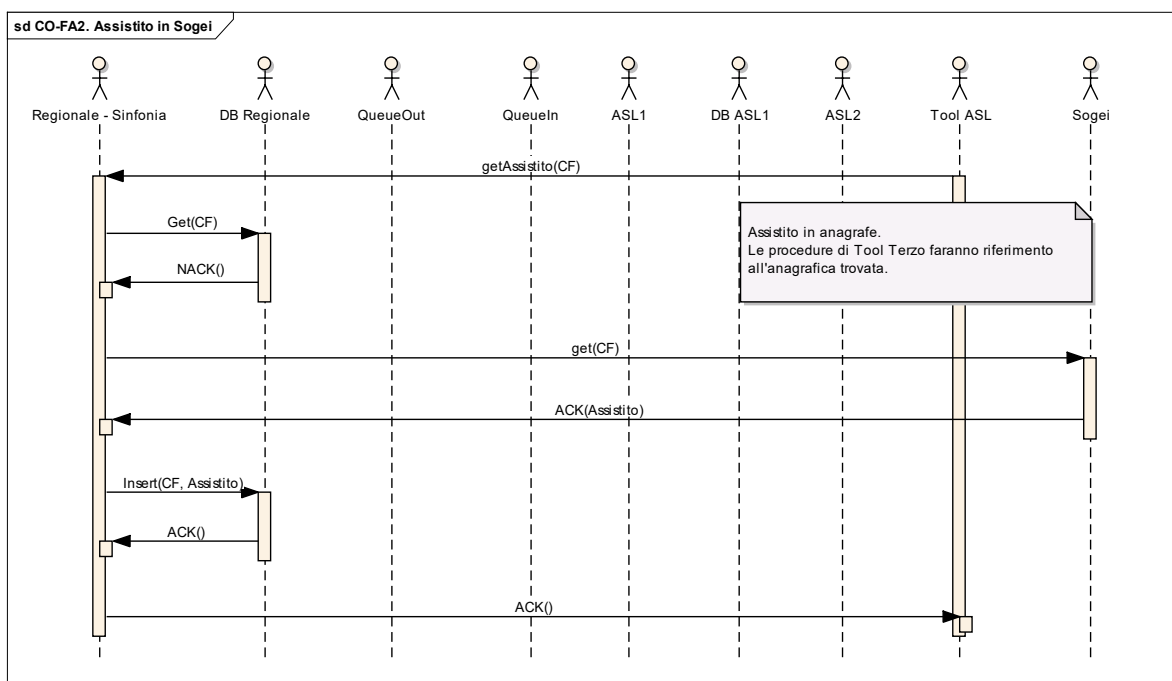 sd CO-FA2. Assistito in Sogei
Regionale - Sinfonia
DB Regionale
QueueOut
QueueIn
ASL1
DB ASL1
ASL2
Tool ASL
Sogei
getAssistito(CF)
Get(CF)
Assistito in anagrafe.
Le procedure di Tool Terzo faranno riferimento
all'anagrafica trovata.
NACK()
get(CF)
ACK(Assistito)
Insert(CF, Assistito)
ACK()
ACK()